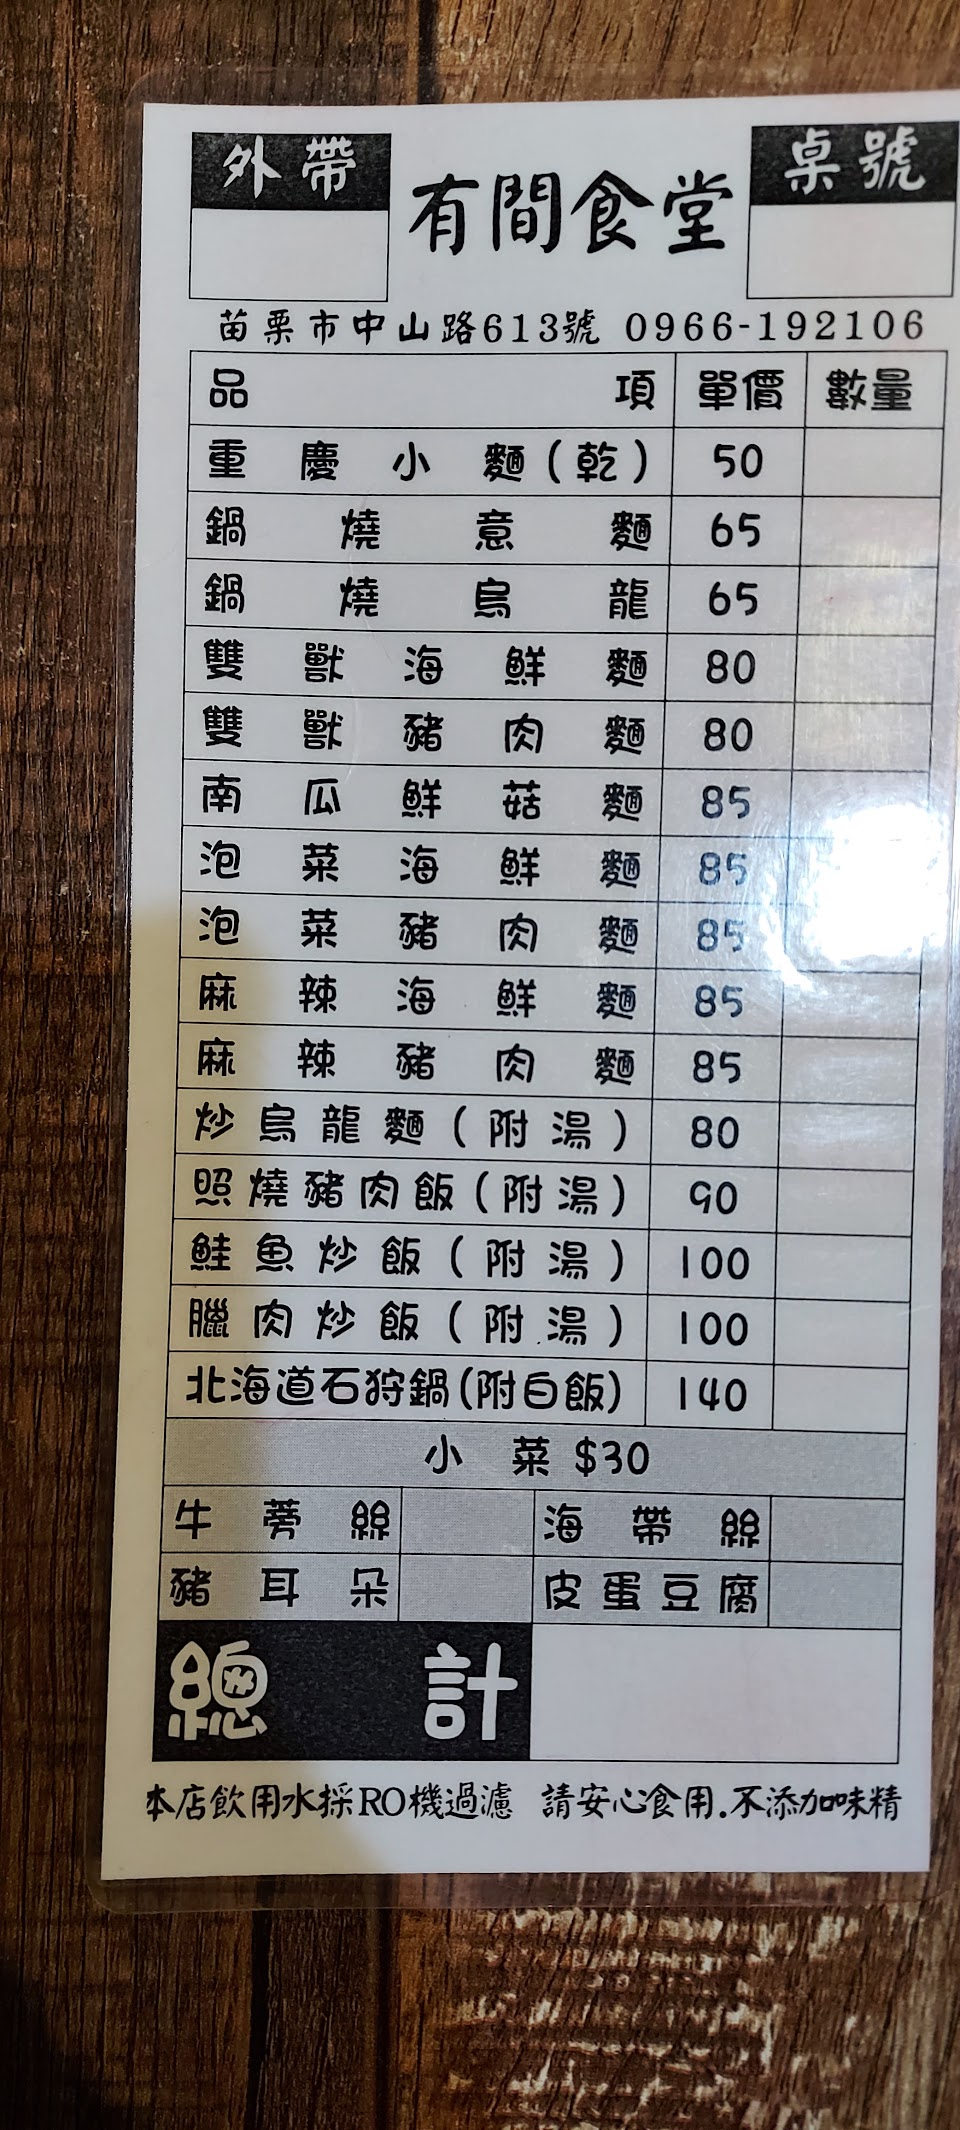 外帶 有間食堂 桌號
苗栗市中山路613號 0966-192106
品項 單價 數量
重慶小麵(乾) 50
鍋燒意麵 65
鍋燒烏龍 65
雙獸海鮮麵 80
雙獸豬肉麵 80
南瓜鮮菇麵 85
泡菜海鮮麵 85
泡菜豬肉麵 85
麻辣海鮮麵 85
麻辣豬肉麵 85
炒烏龍麵(附湯) 80
照燒豬肉飯(附湯) 90
鮭魚炒飯(附湯) 100
臘肉炒飯(附湯) 100
北海道石狩鍋(附白飯) 140
小菜 $30
牛蒡絲 海帶絲
豬耳朵 皮蛋豆腐
總計
本店飲用水採RO機過濾 請安心食用.不添加味精